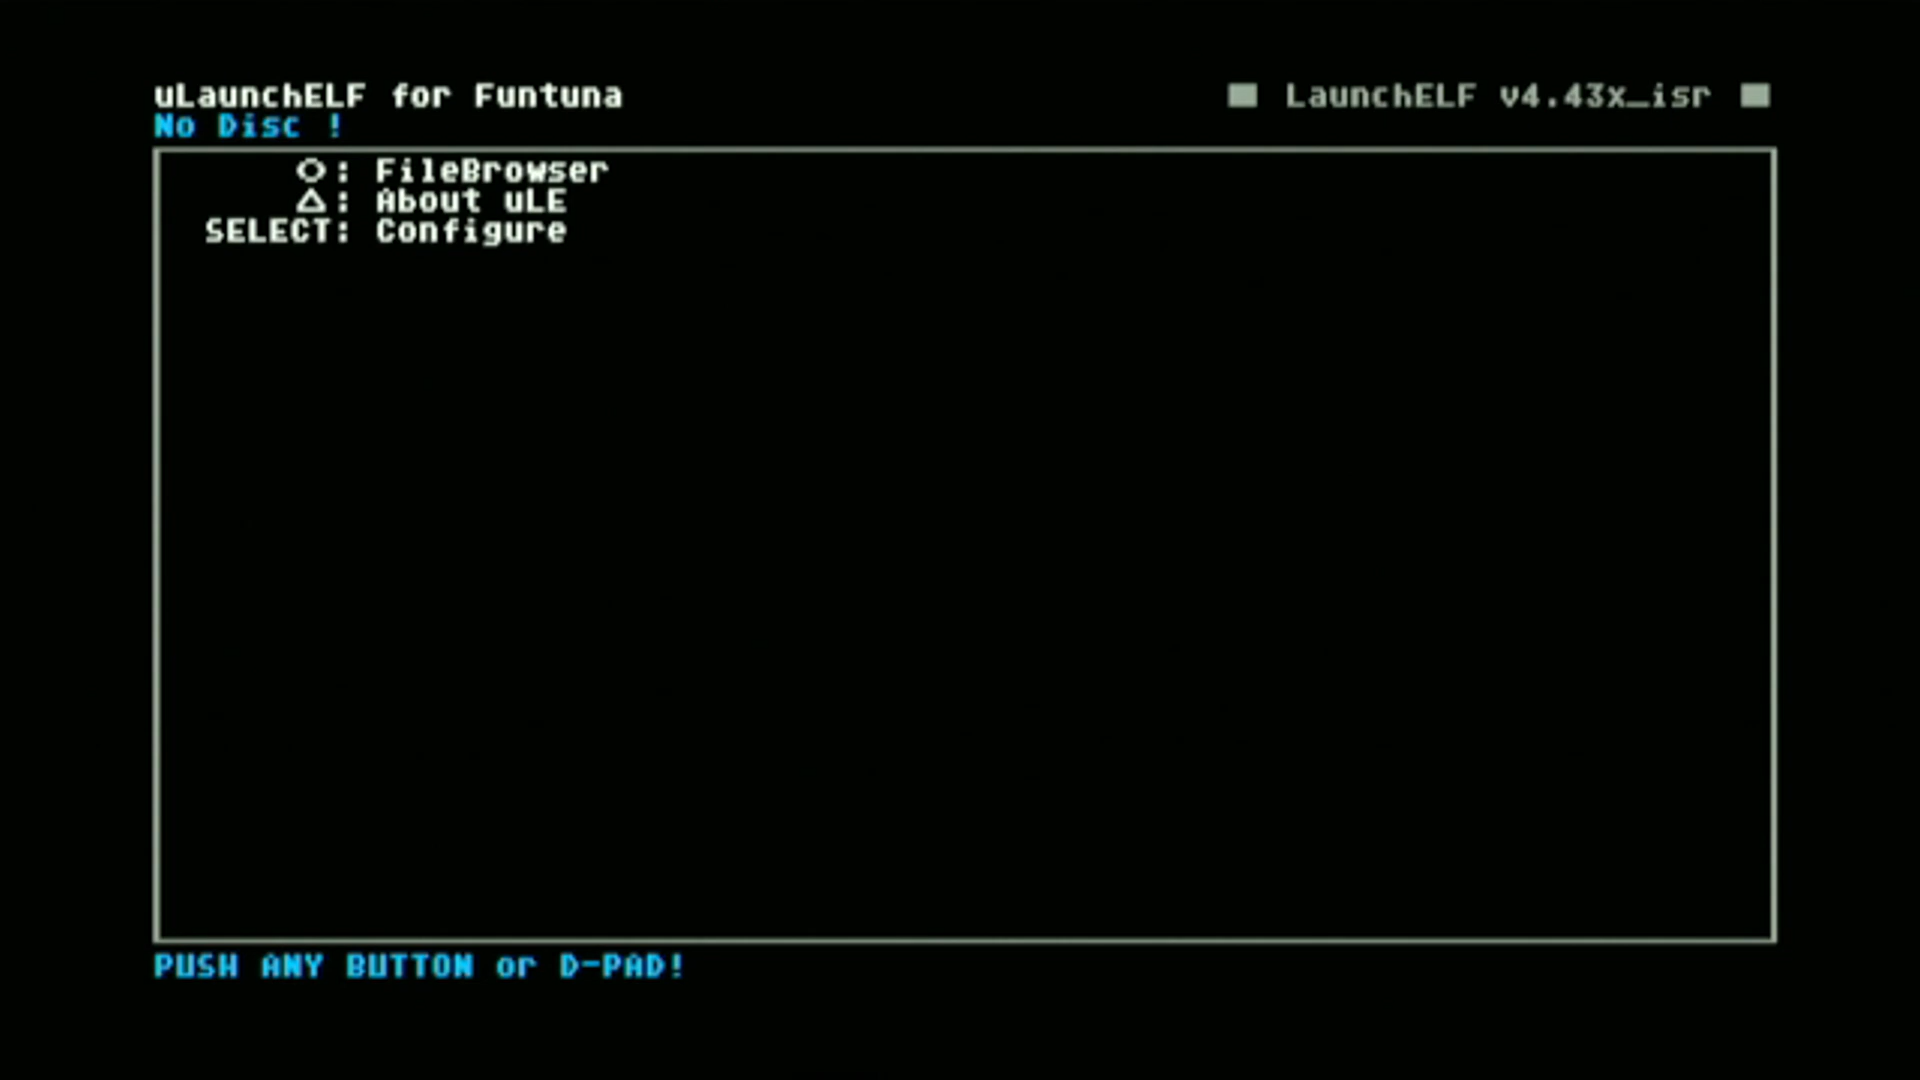 uLaunchELF for Funtuna
■ LaunchELF v4.43x_isr ■
No Disc !
○: FileBrowser
△: About uLE
SELECT: Configure
PUSH ANY BUTTON or D-PAD!